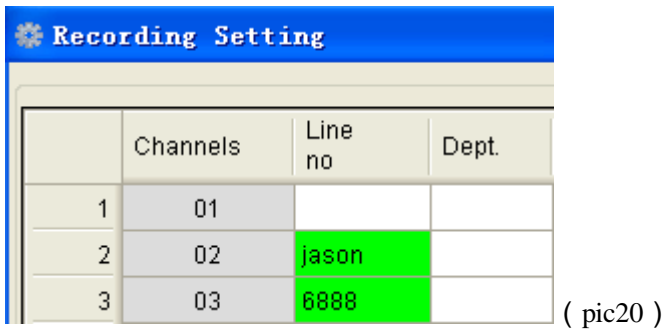 Recording Setting
Channels Line no Dept.
1 01
2 02 jason
3 03 6888
( pic20 )